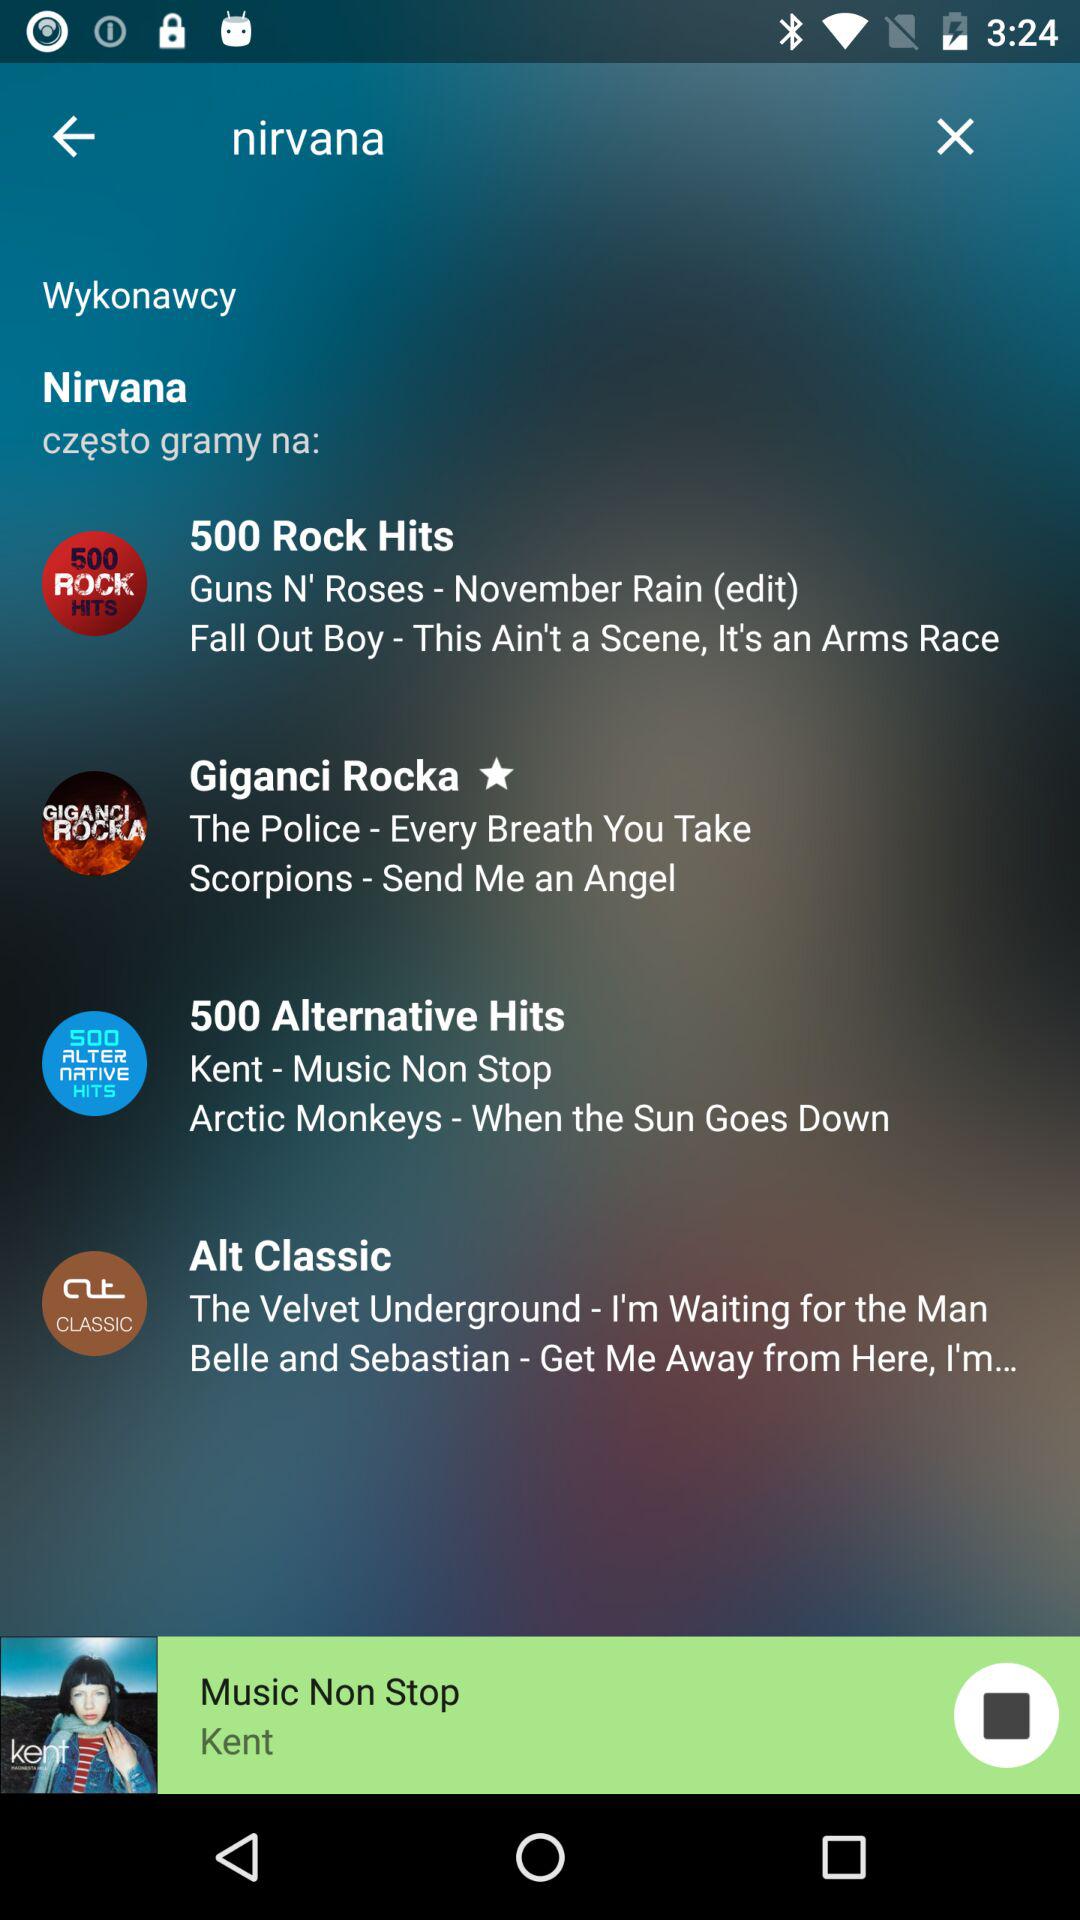 3:24
nirvana
Wykonawcy
Nirvana
często gramy na:
500 Rock Hits
500
ROCK
HITS
Guns N' Roses - November Rain (edit)
Fall Out Boy - This Ain't a Scene, It's an Arms Race
Giganci Rocka
GIGANCI
ROCKA
The Police - Every Breath You Take
Scorpions - Send Me an Angel
500 Alternative Hits
500
ALTER
NATIVE
HITS
Kent - Music Non Stop
Arctic Monkeys - When the Sun Goes Down
Alt Classic
alt
CLASSIC
The Velvet Underground - I'm Waiting for the Man
Belle and Sebastian - Get Me Away from Here, I'm...
Music Non Stop
Kent
kent